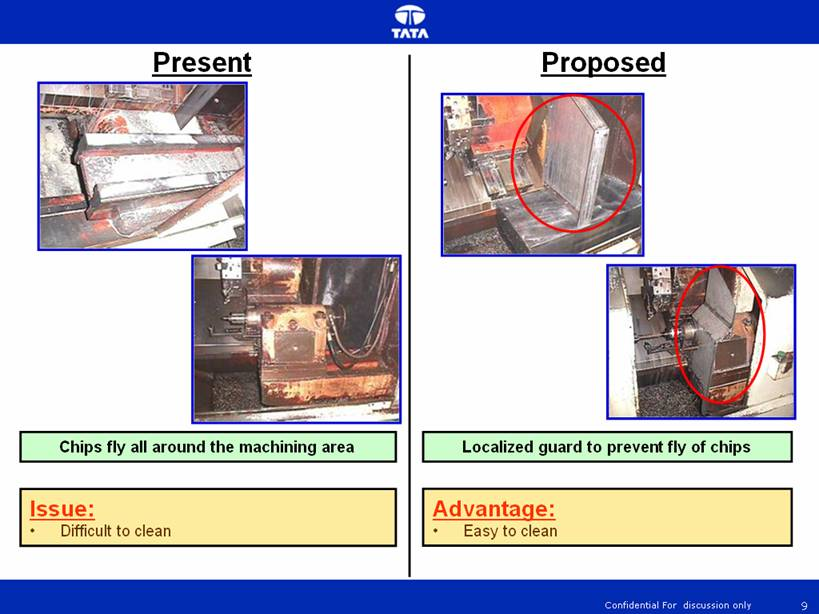 TATA
Present
Proposed
Chips fly all around the machining area
Localized guard to prevent fly of chips
Issue:
• Difficult to clean
Advantage:
• Easy to clean
Confidential For discussion only
9